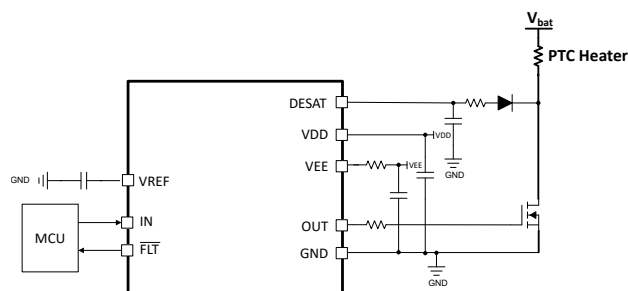 Vbat
PTC Heater
DESAT
VDD
VDD
GND
VEE
VEE
GND
VREF
MCU
IN
FLT
OUT
GND
GND